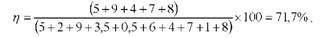 η = (5+9+4+7+8) / (5+2+9+3,5+0,5+6+4+7+1+8) ×100 = 71,7% .